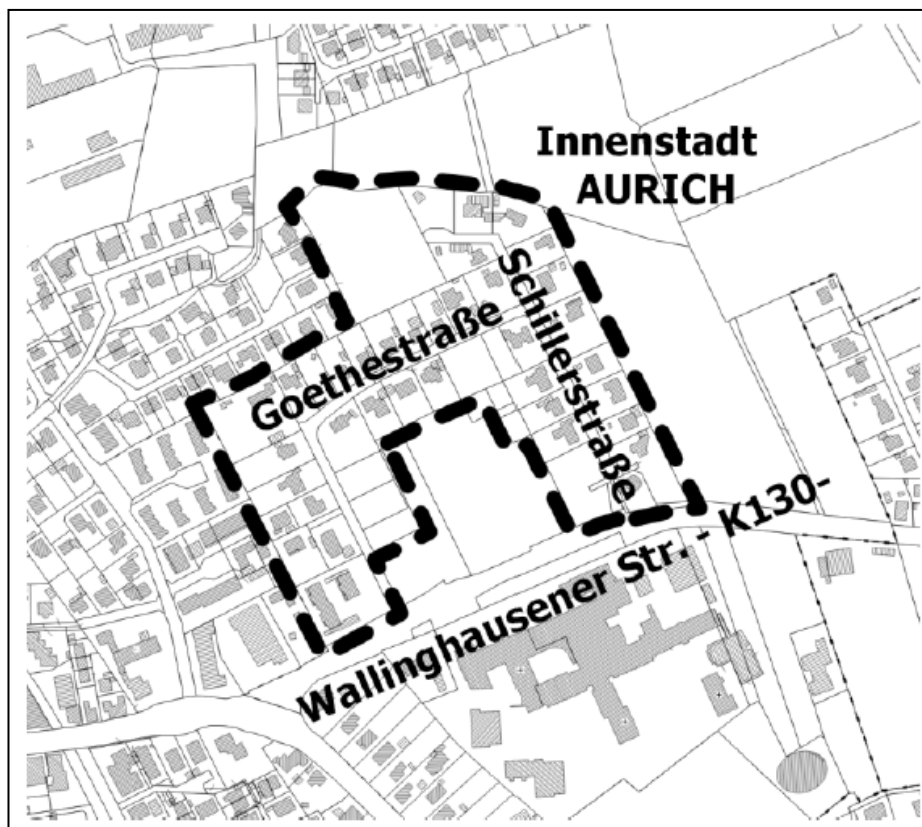 Innenstadt
AURICH
Goethestraße
Schillerstraße
Wallinghausener Str. - K130-